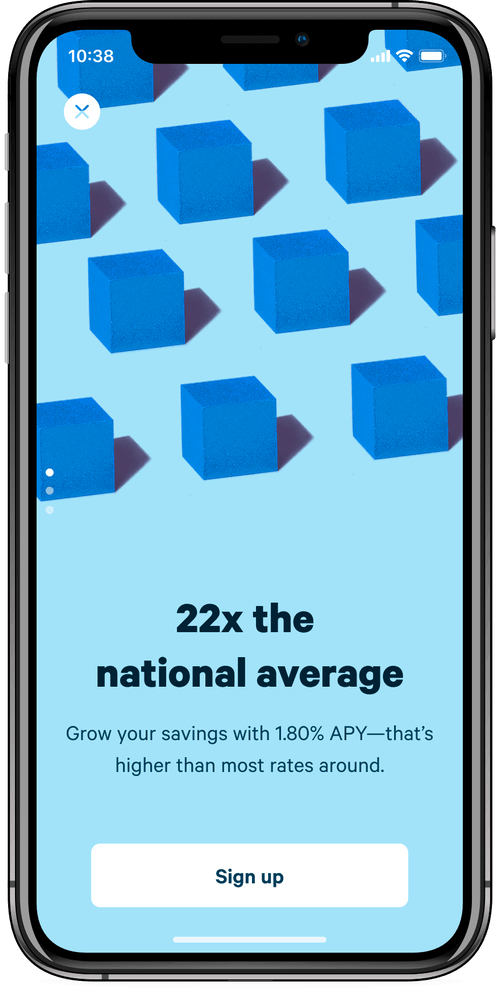 10:38
22x the
national average
Grow your savings with 1.80% APY—that's
higher than most rates around.
Sign up